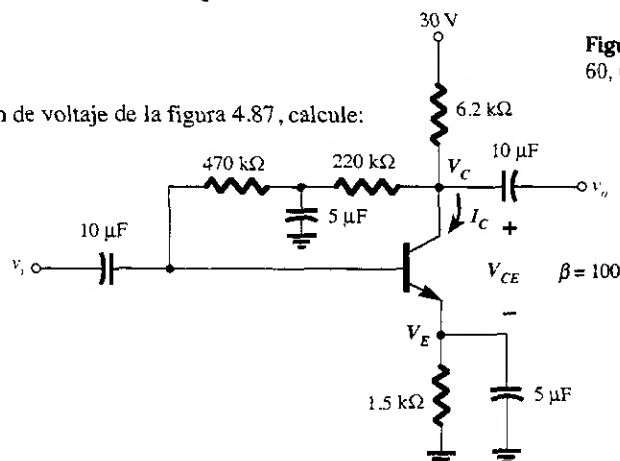 30 V
Figu
60,
n de voltaje de la figura 4.87, calcule:
6.2 kΩ
470 kΩ
220 kΩ
V_C
10 µF
v_o
5 µF
I_C
+
10 µF
v_i
V_CE
β = 100
V_E
−
1.5 kΩ
5 µF